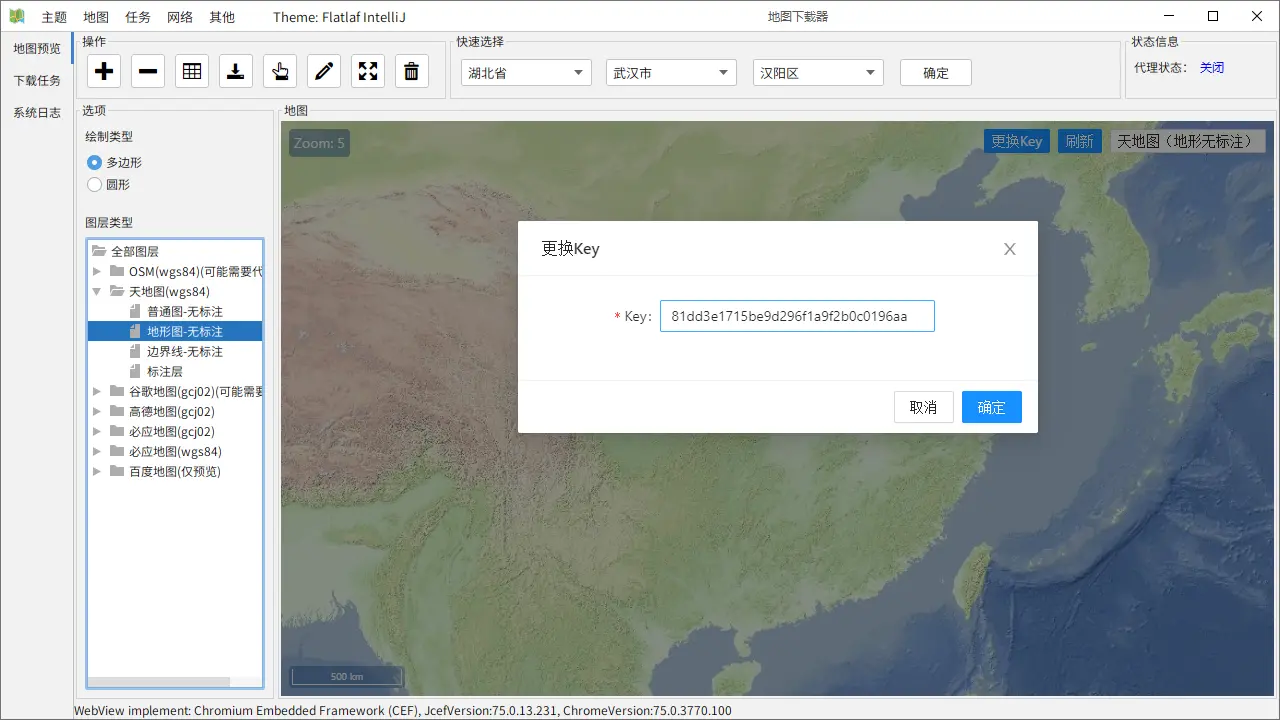 主题 地图 任务 网络 其他 Theme: Flatlaf IntelliJ 地图下载器
地图预览
下载任务
系统日志
操作
快速选择
湖北省 武汉市 汉阳区 确定
状态信息
代理状态： 关闭
选项
绘制类型
多边形
圆形
图层类型
全部图层
OSM(wgs84)(可能需要代
天地图(wgs84)
普通图-无标注
地形图-无标注
边界线-无标注
标注层
谷歌地图(gcj02)(可能需要
高德地图(gcj02)
必应地图(gcj02)
必应地图(wgs84)
百度地图(仅预览)
地图
Zoom: 5
更换Key 刷新 天地图（地形无标注）
更换Key
* Key: 81dd3e1715be9d296f1a9f2b0c0196aa
取消 确定
500 km
WebView implement: Chromium Embedded Framework (CEF), JcefVersion:75.0.13.231, ChromeVersion:75.0.3770.100